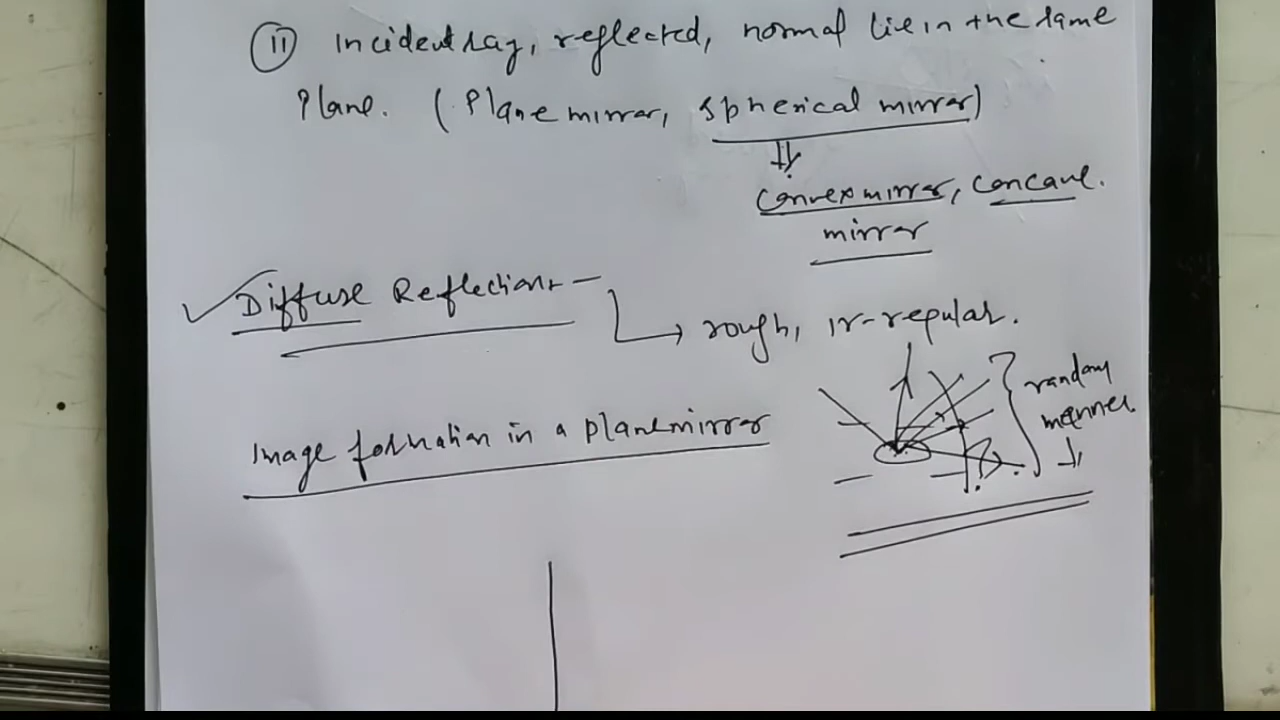 (11) Incident ray, reflected, normal lie in the same
Plane. (Plane mirror, spherical mirror)
Convex mirror, Concave.
mirror
Diffuse Reflection –
rough, ir-regular.
random
manner.
Image formation in a plane mirror